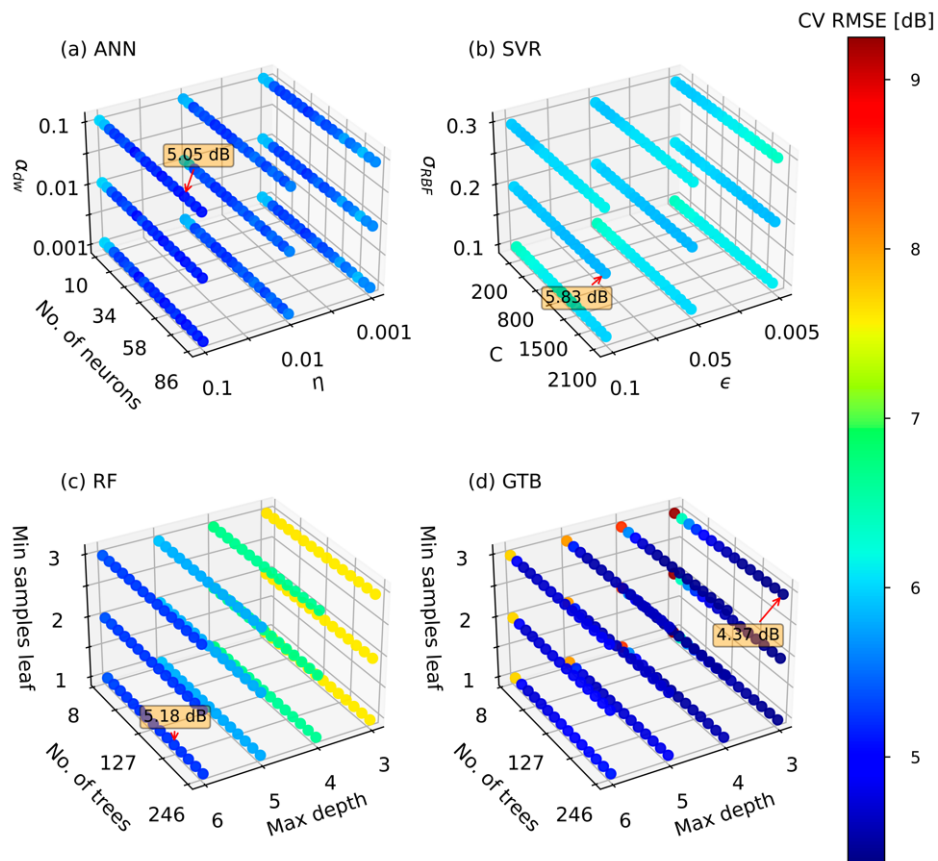 CV RMSE [dB]
(a) ANN
(b) SVR
0.1
0.01
0.001
α_dw
5.05 dB
10
34
58
86
No. of neurons
0.1
0.01
0.001
η
0.3
0.2
0.1
σ_RBF
5.83 dB
200
800
1500
2100
C
0.1
0.05
0.005
ϵ
9
8
7
6
5
(c) RF
(d) GTB
3
2
1
Min samples leaf
5.18 dB
8
127
246
No. of trees
6
5
4
3
Max depth
3
2
1
Min samples leaf
4.37 dB
8
127
246
No. of trees
6
5
4
3
Max depth